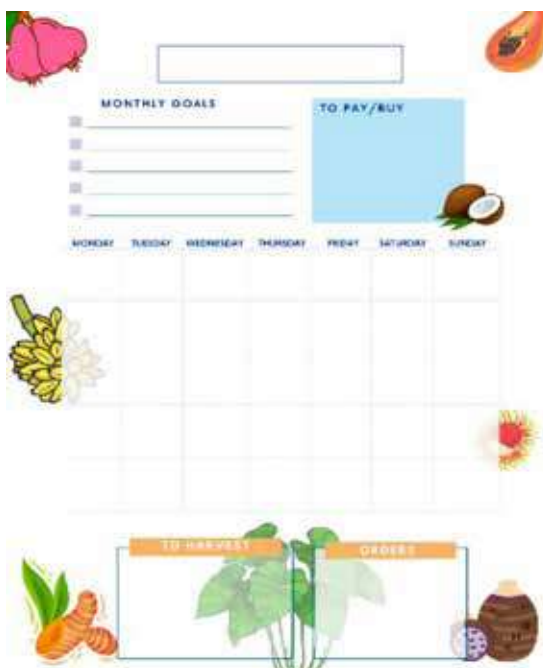 MONTHLY GOALS
TO PAY/BUY
MONDAY TUESDAY WEDNESDAY THURSDAY FRIDAY SATURDAY SUNDAY
TO HARVEST
ORDERS